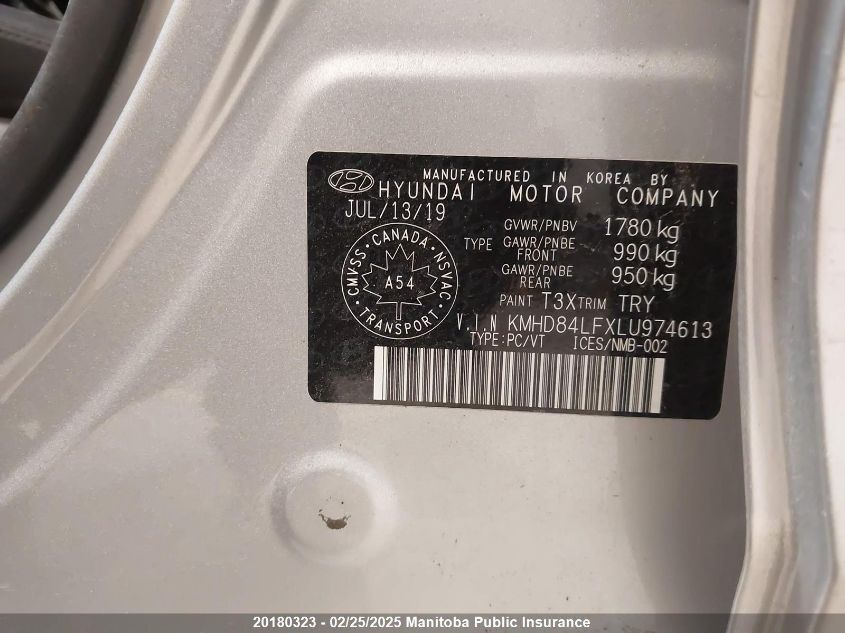 MANUFACTURED IN KOREA BY
HYUNDAI MOTOR COMPANY
JUL/13/19
GVWR/PNBV 1780 kg
TYPE GAWR/PNBE FRONT 990 kg
GAWR/PNBE REAR 950 kg
CMVSS • CANADA • NSVAC • TRANSPORT •
A54
PAINT T3X TRIM TRY
V.I.N KMHD84LFXLU974613
TYPE:PC/VT ICES/NMB-002
20180323 - 02/25/2025 Manitoba Public Insurance